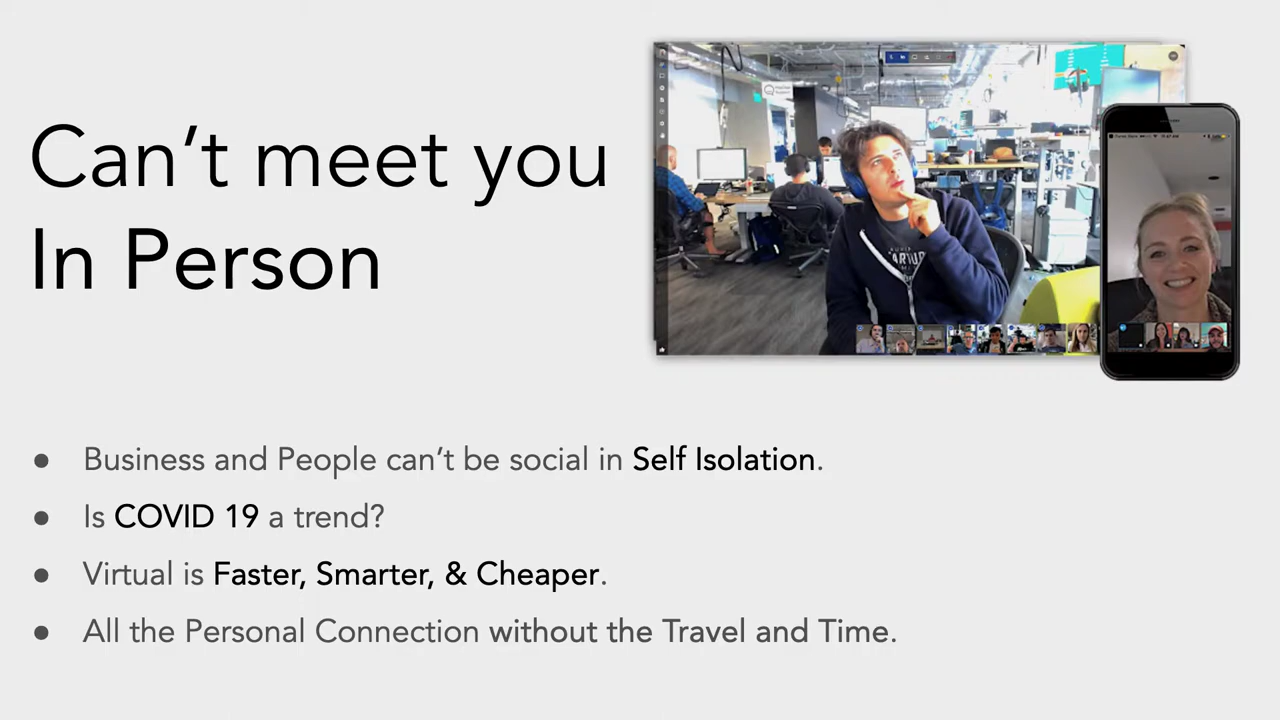 Can't meet you
In Person
● Business and People can't be social in Self Isolation.
● Is COVID 19 a trend?
● Virtual is Faster, Smarter, & Cheaper.
● All the Personal Connection without the Travel and Time.